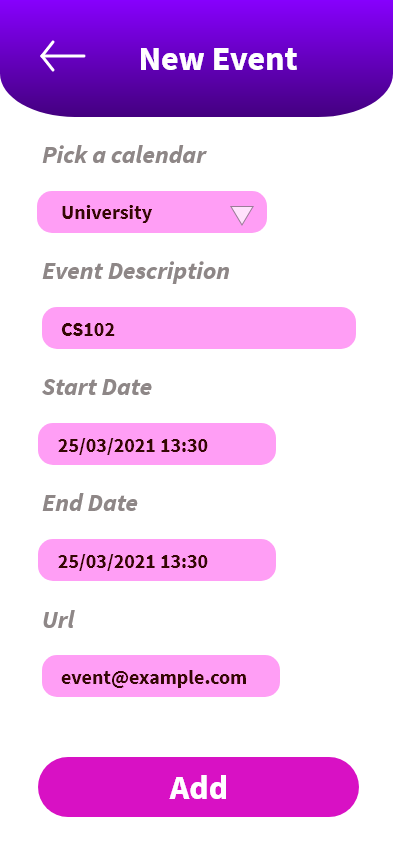 New Event
Pick a calendar
University
Event Description
CS102
Start Date
25/03/2021 13:30
End Date
25/03/2021 13:30
Url
event@example.com
Add